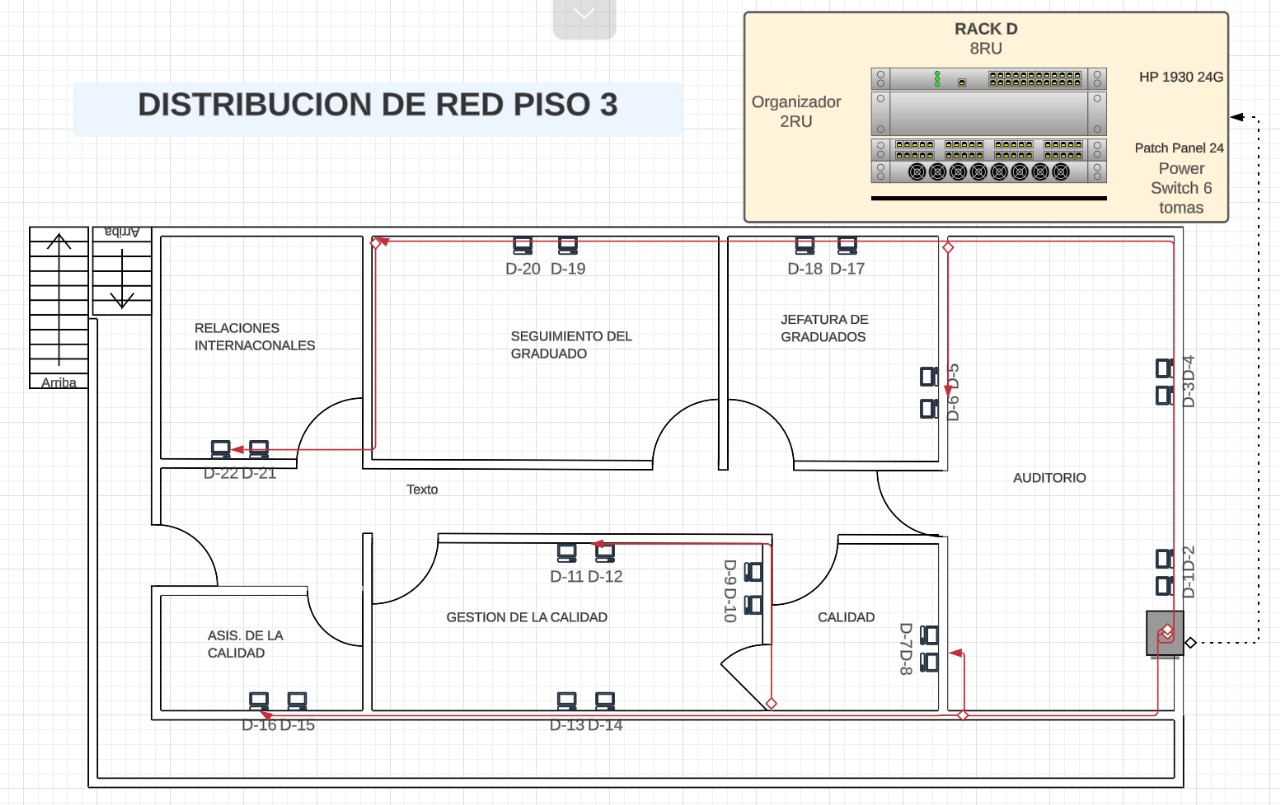 RACK D
8RU
HP 1930 24G
DISTRIBUCION DE RED PISO 3
Organizador
2RU
Patch Panel 24
Power
Switch 6
tomas
Arriba
D-20 D-19
D-18 D-17
RELACIONES
INTERNACONALES
SEGUIMIENTO DEL
GRADUADO
JEFATURA DE
GRADUADOS
D-6 D-5
D-3 D-4
Arriba
D-22 D-21
Texto
AUDITORIO
D-11 D-12
D-9 D-10
D-1 D-2
GESTION DE LA CALIDAD
CALIDAD
ASIS. DE LA
CALIDAD
D-7 D-8
D-16 D-15
D-13 D-14